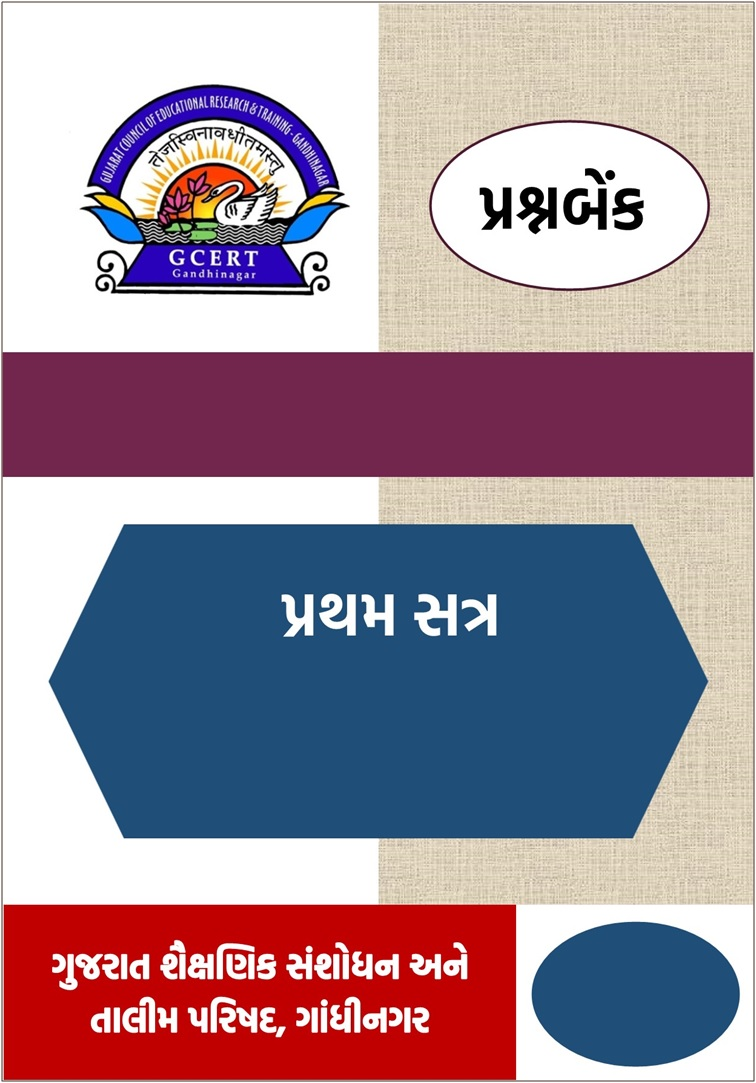 GUJARAT COUNCIL OF EDUCATIONAL RESEARCH & TRAINING - GANDHINAGAR
तेजस्विनावधीतमस्तु
GCERT
Gandhinagar
પ્રશ્નબેંક
પ્રથમ સત્ર
ગુજરાત શૈક્ષણિક સંશોધન અને
તાલીમ પરિષદ, ગાંધીનગર